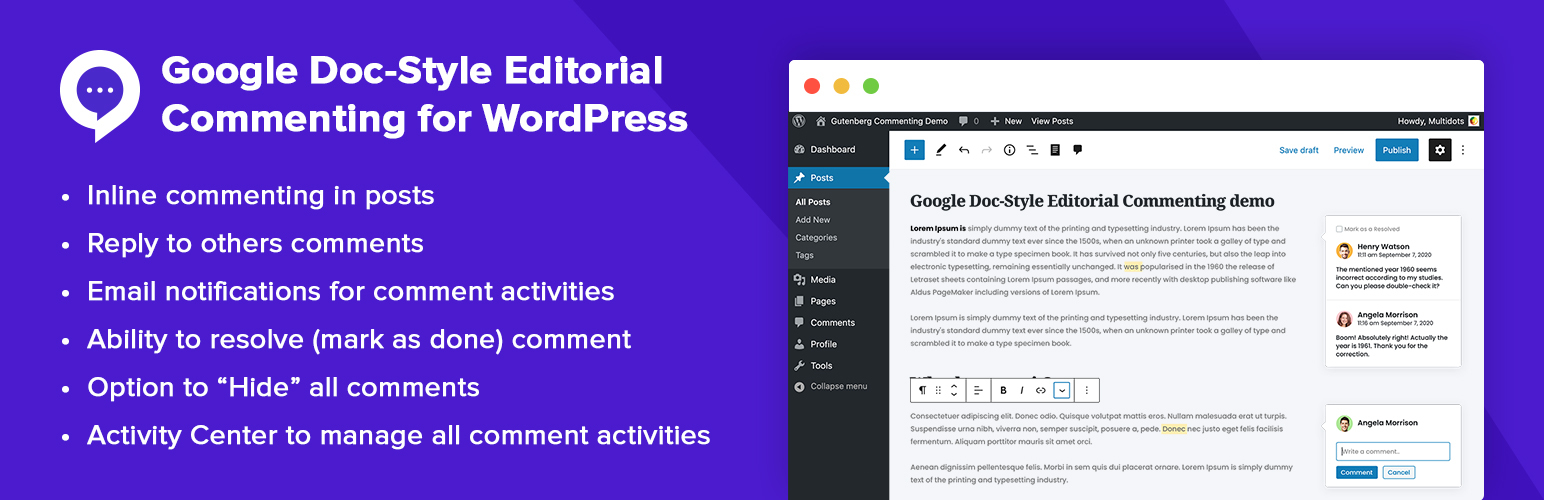 Google Doc-Style Editorial
Commenting for WordPress
• Inline commenting in posts
• Reply to others comments
• Email notifications for comment activities
• Ability to resolve (mark as done) comment
• Option to “Hide” all comments
• Activity Center to manage all comment activities
Gutenberg Commenting Demo 0 New View Posts Howdy, Multidots
Dashboard
Posts
All Posts
Add New
Categories
Tags
Media
Pages
Comments
Profile
Tools
Collapse menu
Save draft Preview Publish
Google Doc-Style Editorial Commenting demo
Lorem Ipsum is simply dummy text of the printing and typesetting industry. Lorem Ipsum has been the
industry's standard dummy text ever since the 1500s, when an unknown printer took a galley of type and
scrambled it to make a type specimen book. It has survived not only five centuries, but also the leap into
electronic typesetting, remaining essentially unchanged. It was popularised in the 1960 the release of
Letraset sheets containing Lorem Ipsum passages, and more recently with desktop publishing software like
Aldus PageMaker including versions of Lorem Ipsum.
Lorem Ipsum is simply dummy text of the printing and typesetting industry. Lorem Ipsum has been the
industry's standard dummy text ever since the 1500s, when an unknown printer took a galley of type and
scrambled it to make a type specimen book.
B I
Consectetuer adipiscing elit. Donec odio. Quisque volutpat mattis eros. Nullam malesuada erat ut turpis.
Suspendisse urna nibh, viverra non, semper suscipit, posuere a, pede. Donec nec justo eget felis facilisis
fermentum. Aliquam porttitor mauris sit amet orci.
Aenean dignissim pellentesque felis. Morbi in sem quis dui placerat ornare. Lorem Ipsum is simply dummy
text of the printing and typesetting industry.
Mark as a Resolved
Henry Watson
11:11 am September 7, 2020
The mentioned year 1960 seems
incorrect according to my studies.
Can you please double-check it?
Angela Morrison
11:16 am September 7, 2020
Boom! Absolutely right! Actually the
year is 1961. Thank you for the
correction.
Angela Morrison
Write a comment..
Comment Cancel